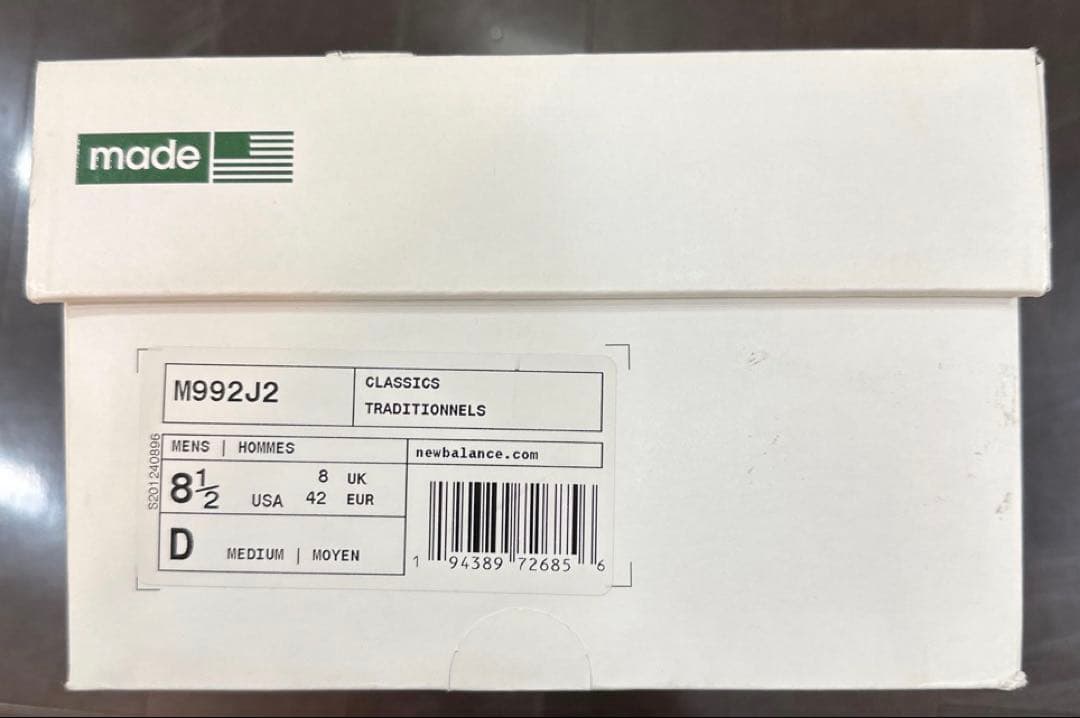 made
M992J2
CLASSICS
TRADITIONNELS
MENS | HOMMES
newbalance.com
S201240896
8½ USA
8 UK
42 EUR
D MEDIUM | MOYEN
1 94389 72685 6